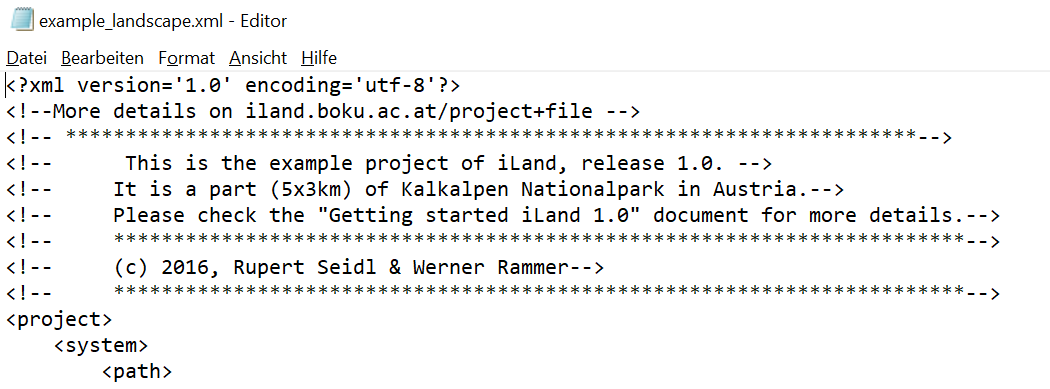 example_landscape.xml - Editor
Datei Bearbeiten Format Ansicht Hilfe
<?xml version='1.0' encoding='utf-8'?>
<!--More details on iland.boku.ac.at/project+file -->
<!-- ***********************************************************************-->
<!--      This is the example project of iLand, release 1.0. -->
<!--     It is a part (5x3km) of Kalkalpen Nationalpark in Austria.-->
<!--     Please check the "Getting started iLand 1.0" document for more details.-->
<!--     ***********************************************************************-->
<!--     (c) 2016, Rupert Seidl & Werner Rammer-->
<!--     ***********************************************************************-->
<project>
    <system>
        <path>